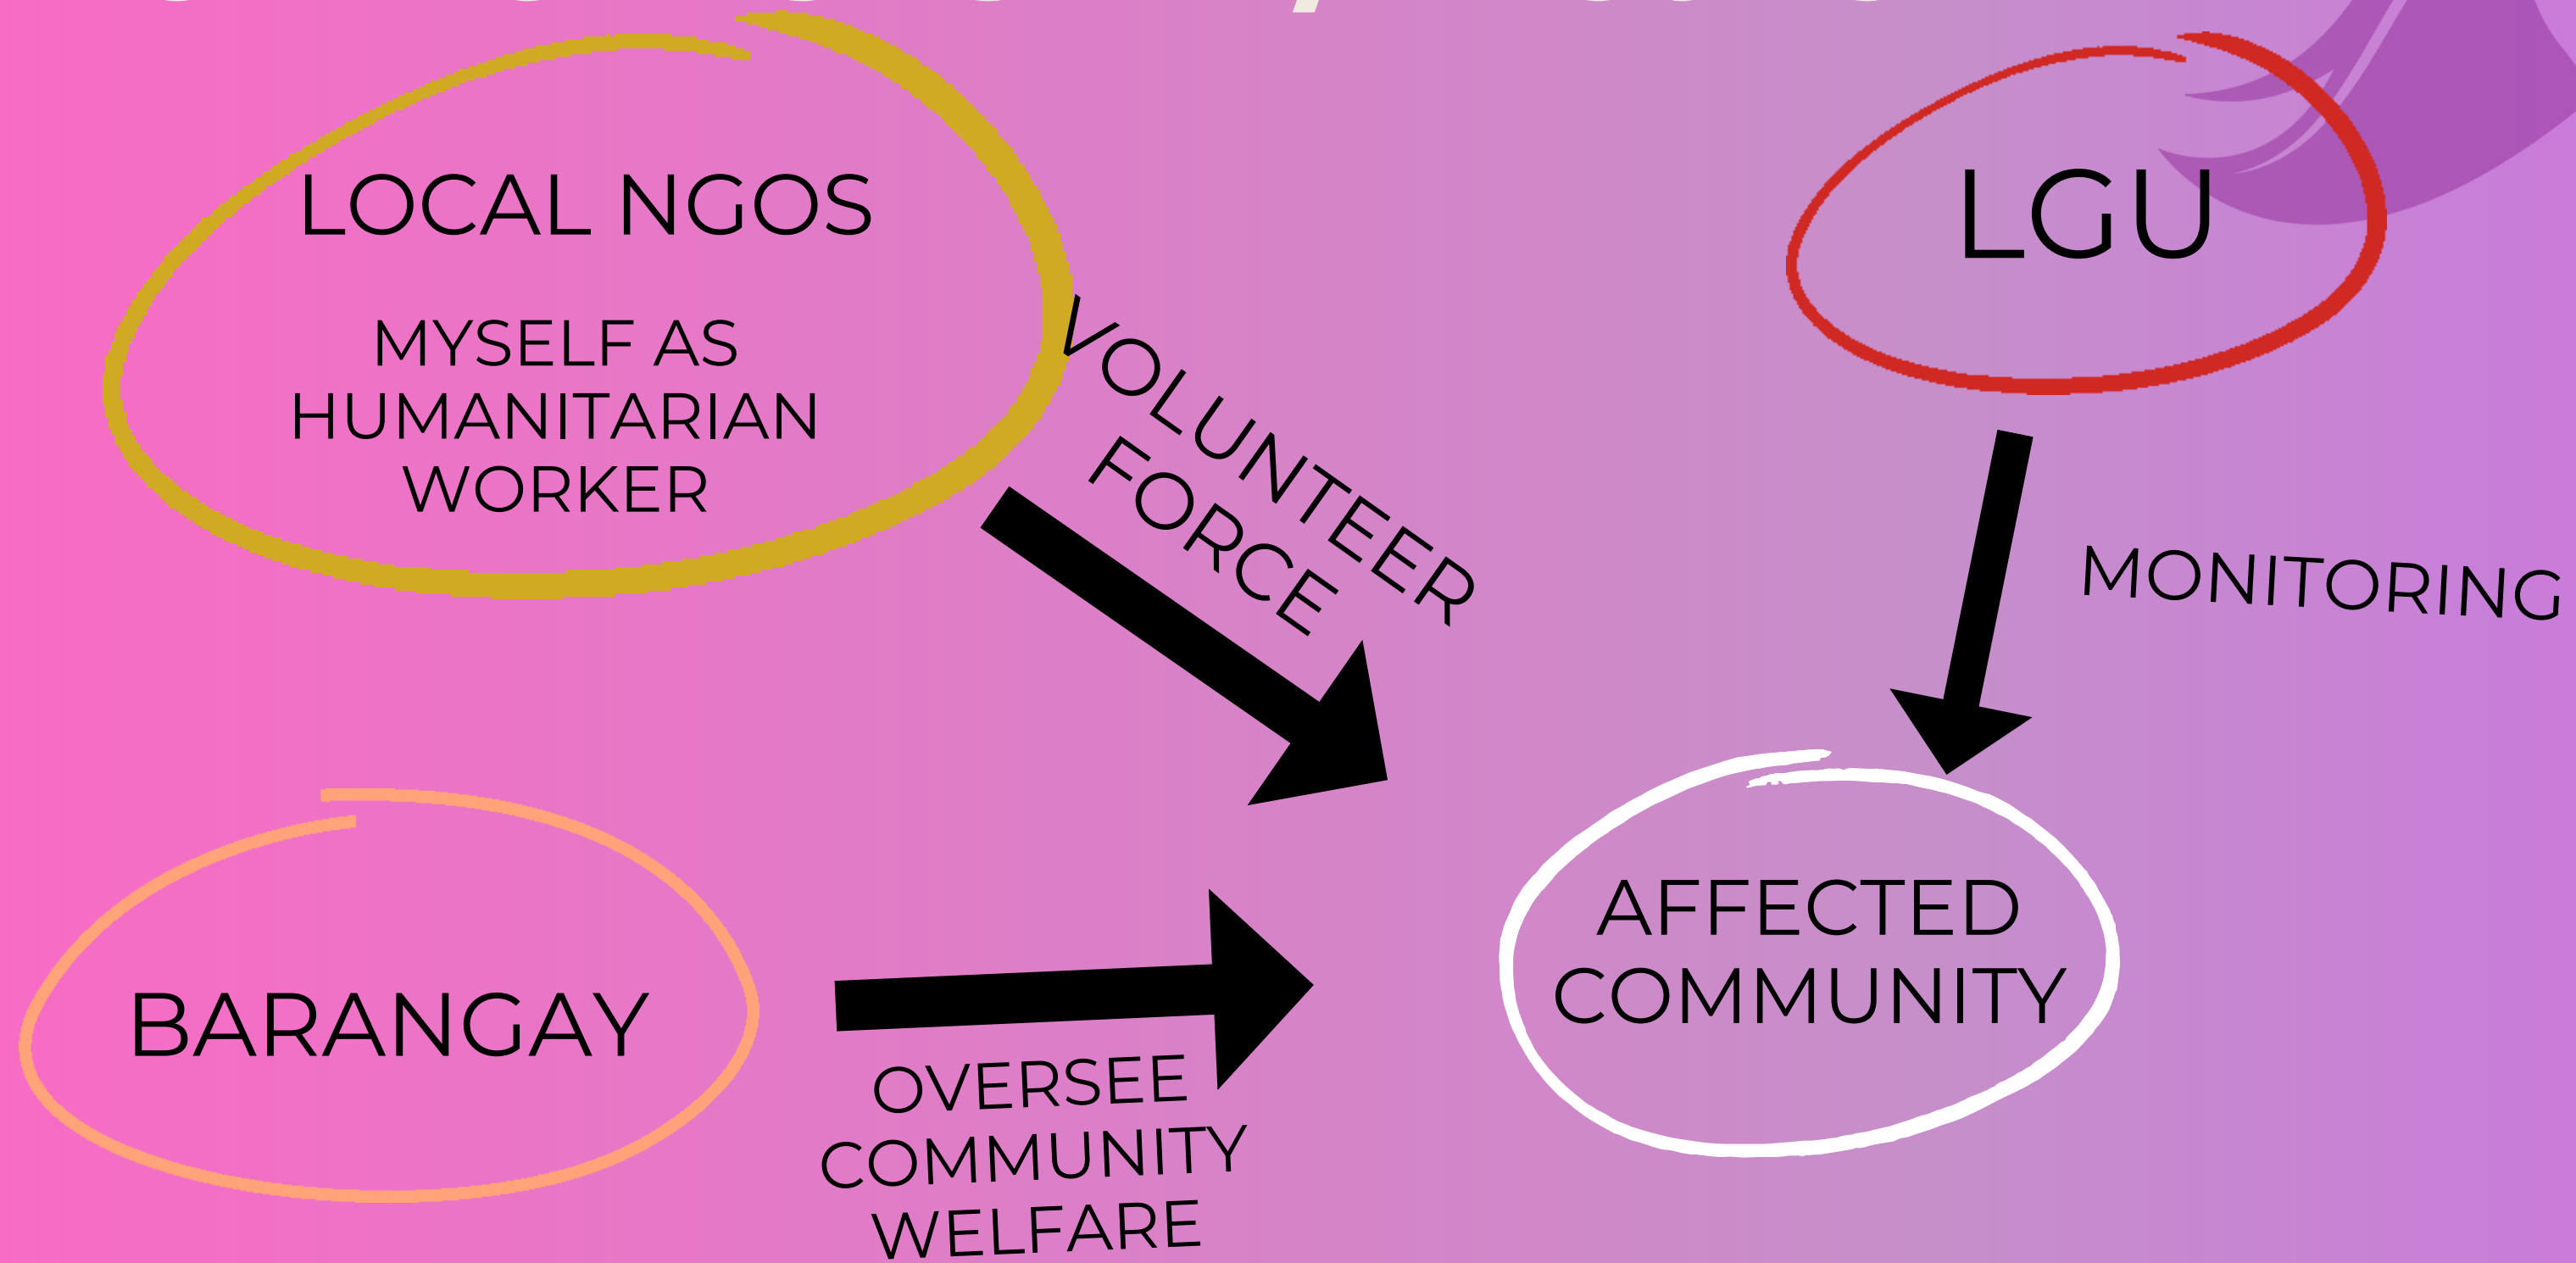 LOCAL NGOS
MYSELF AS
HUMANITARIAN
WORKER
LGU
VOLUNTEER
FORCE
MONITORING
AFFECTED
COMMUNITY
BARANGAY
OVERSEE
COMMUNITY
WELFARE